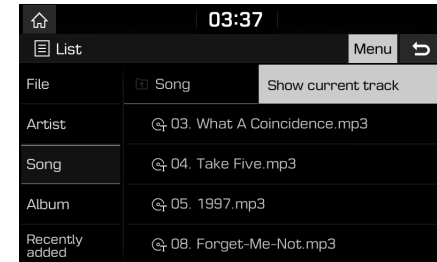 03:37
List
Menu
File
Song
Show current track
Artist
03. What A Coincidence.mp3
Song
04. Take Five.mp3
Album
05. 1997.mp3
Recently
added
08. Forget-Me-Not.mp3